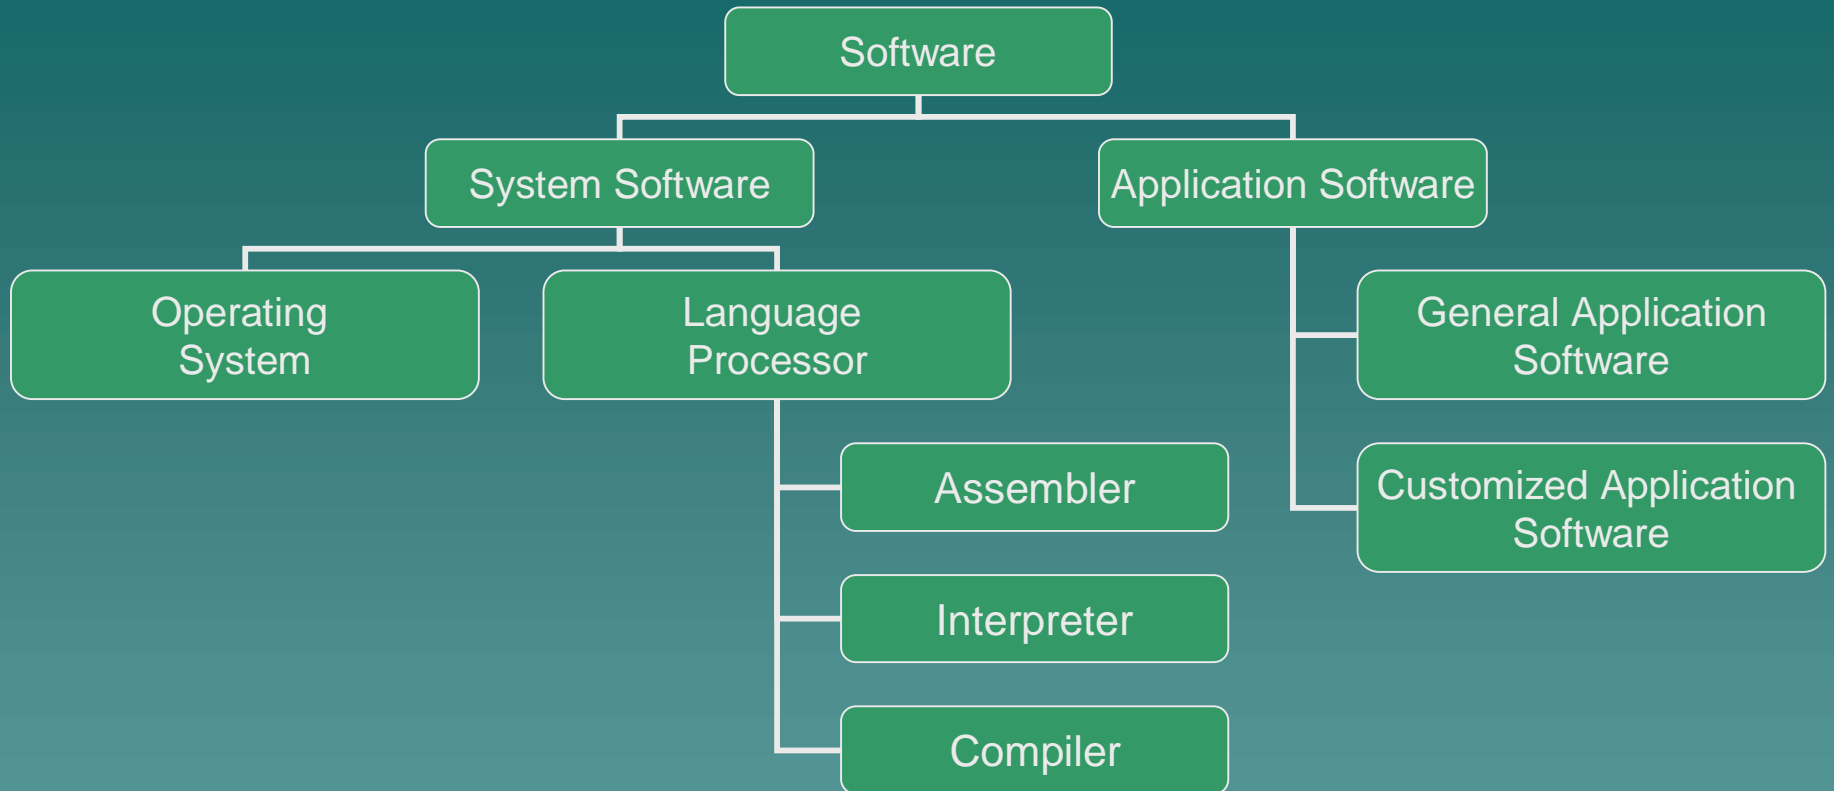 Software
System Software
Application Software
Operating
System
Language
Processor
General Application
Software
Assembler
Customized Application
Software
Interpreter
Compiler